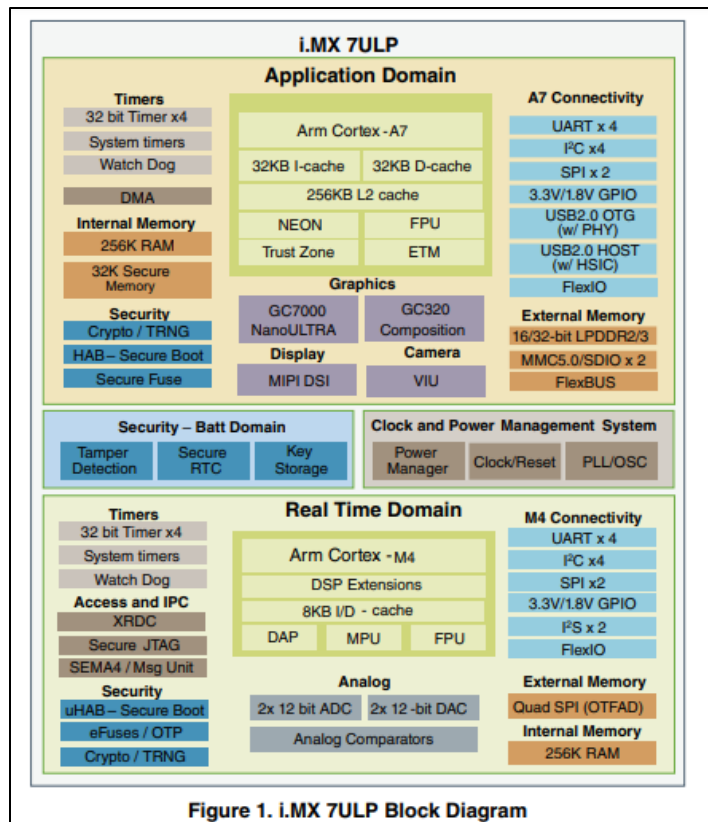 i.MX 7ULP
Application Domain
Timers
32 bit Timer x4
System timers
Watch Dog
DMA
Internal Memory
256K RAM
32K Secure
Memory
Security
Crypto / TRNG
HAB – Secure Boot
Secure Fuse
Arm Cortex -A7
32KB I-cache
32KB D-cache
256KB L2 cache
NEON
FPU
Trust Zone
ETM
Graphics
GC7000
NanoULTRA
GC320
Composition
Display
Camera
MIPI DSI
VIU
A7 Connectivity
UART x 4
I²C x4
SPI x 2
3.3V/1.8V GPIO
USB2.0 OTG
(w/ PHY)
USB2.0 HOST
(w/ HSIC)
FlexIO
External Memory
16/32-bit LPDDR2/3
MMC5.0/SDIO x 2
FlexBUS
Security – Batt Domain
Tamper
Detection
Secure
RTC
Key
Storage
Clock and Power Management System
Power
Manager
Clock/Reset
PLL/OSC
Real Time Domain
Timers
32 bit Timer x4
System timers
Watch Dog
Access and IPC
XRDC
Secure JTAG
SEMA4 / Msg Unit
Security
uHAB – Secure Boot
eFuses / OTP
Crypto / TRNG
Arm Cortex -M4
DSP Extensions
8KB I/D - cache
DAP
MPU
FPU
Analog
2x 12 bit ADC
2x 12 -bit DAC
Analog Comparators
M4 Connectivity
UART x 4
I²C x4
SPI x2
3.3V/1.8V GPIO
I²S x 2
FlexIO
External Memory
Quad SPI (OTFAD)
Internal Memory
256K RAM
Figure 1. i.MX 7ULP Block Diagram